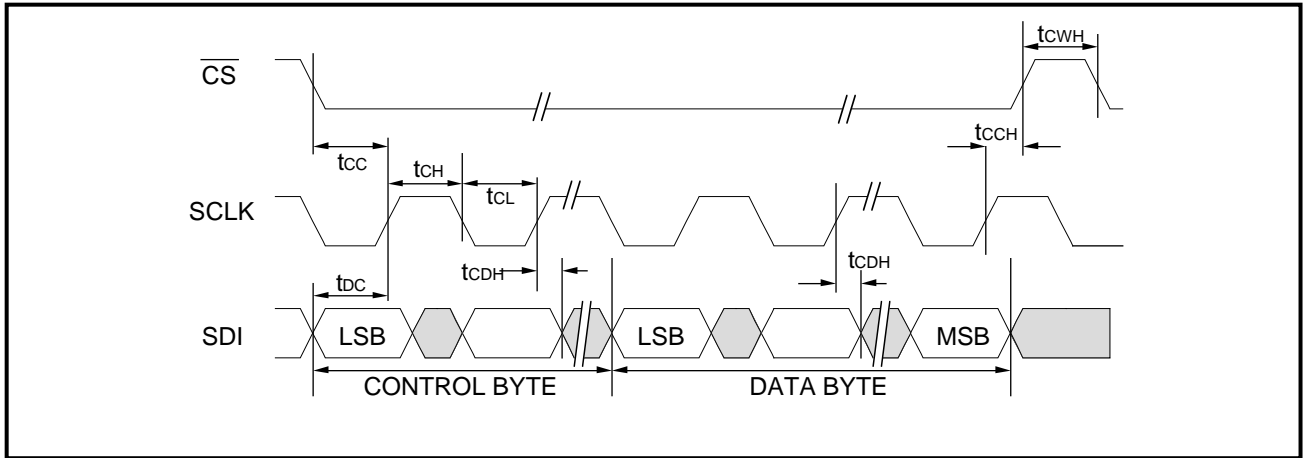 tCWH
CS
tCCH
tCC
tCH
tCL
SCLK
tCDH
tCDH
tDC
SDI
LSB
LSB
MSB
CONTROL BYTE
DATA BYTE